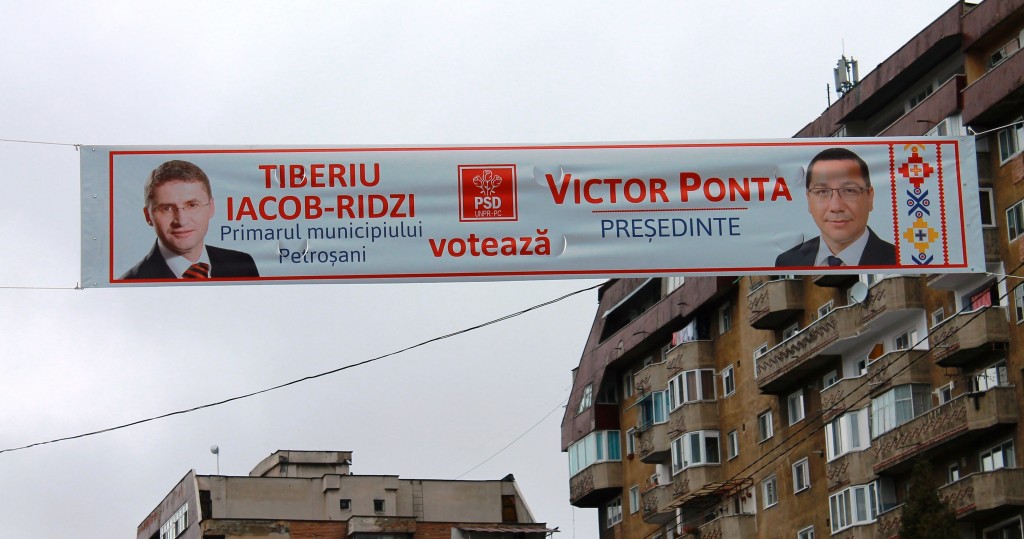 TIBERIU
IACOB-RIDZI
Primarul municipiului
Petroșani
PSD
UNPR-PC
votează
VICTOR PONTA
PREȘEDINTE